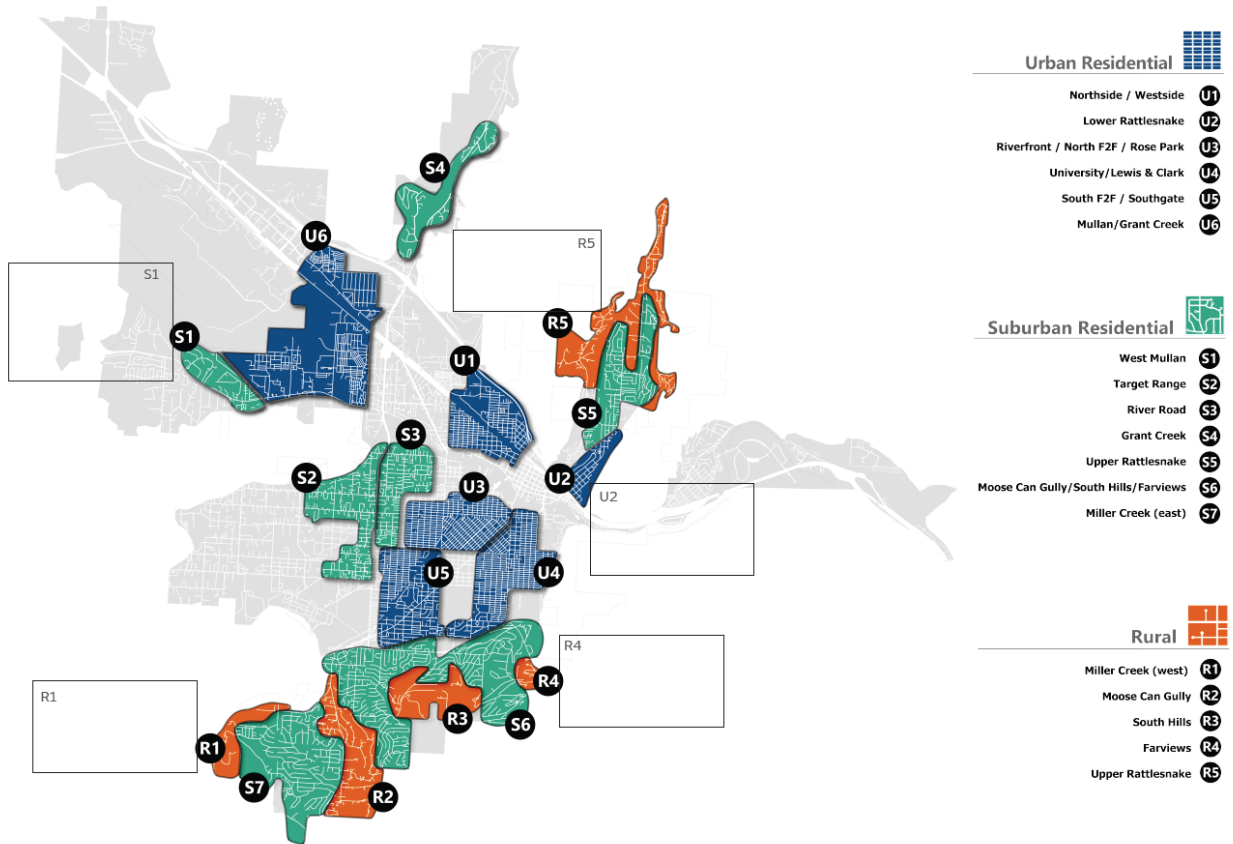 Urban Residential
Northside / Westside U1
Lower Rattlesnake U2
Riverfront / North F2F / Rose Park U3
University/Lewis & Clark U4
South F2F / Southgate U5
Mullan/Grant Creek U6
Suburban Residential
West Mullan S1
Target Range S2
River Road S3
Grant Creek S4
Upper Rattlesnake S5
Moose Can Gully/South Hills/Farviews S6
Miller Creek (east) S7
Rural
Miller Creek (west) R1
Moose Can Gully R2
South Hills R3
Farviews R4
Upper Rattlesnake R5
S4
U6
R5
S1
R5
S1
U1
S5
S3
S2
U2
U3
U2
U5
U4
R4
R4
R1
R3
S6
R1
S7
R2